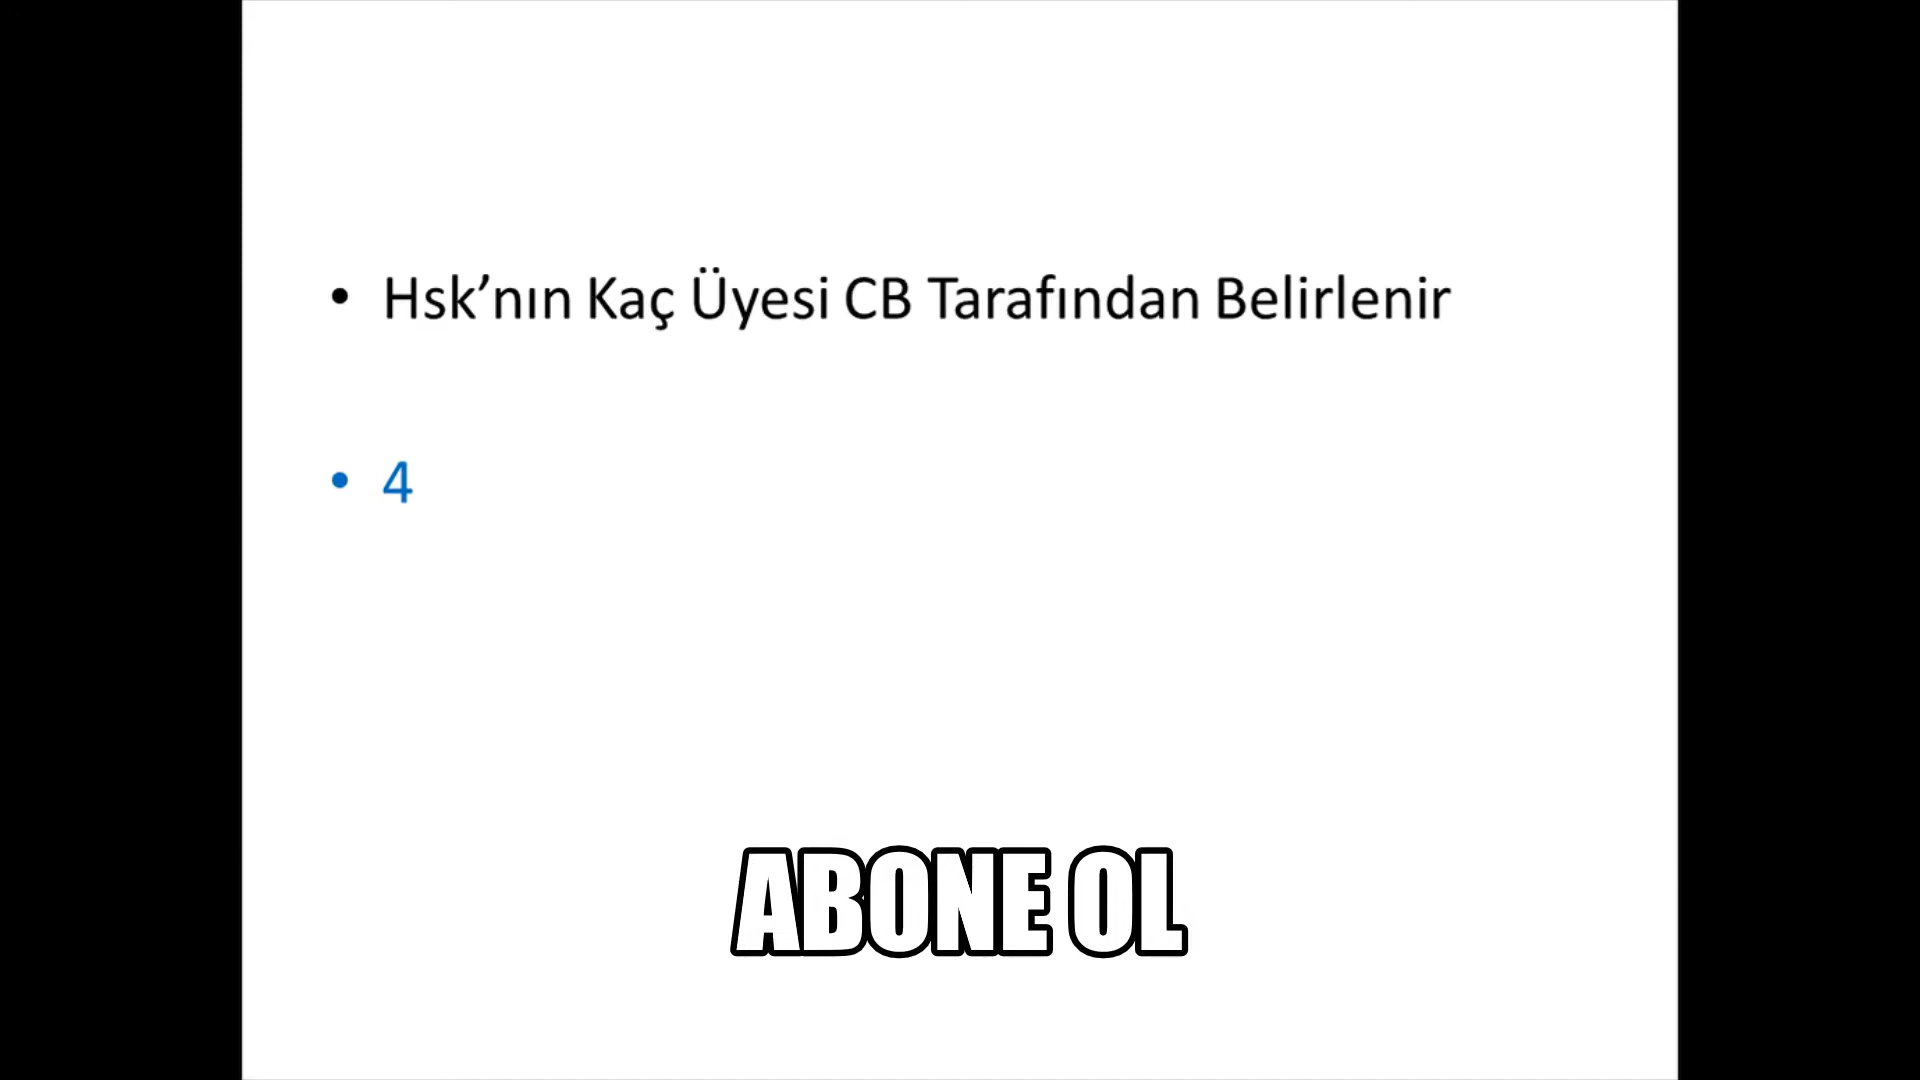 • Hsk’nın Kaç Üyesi CB Tarafından Belirlenir
• 4
ABONE OL